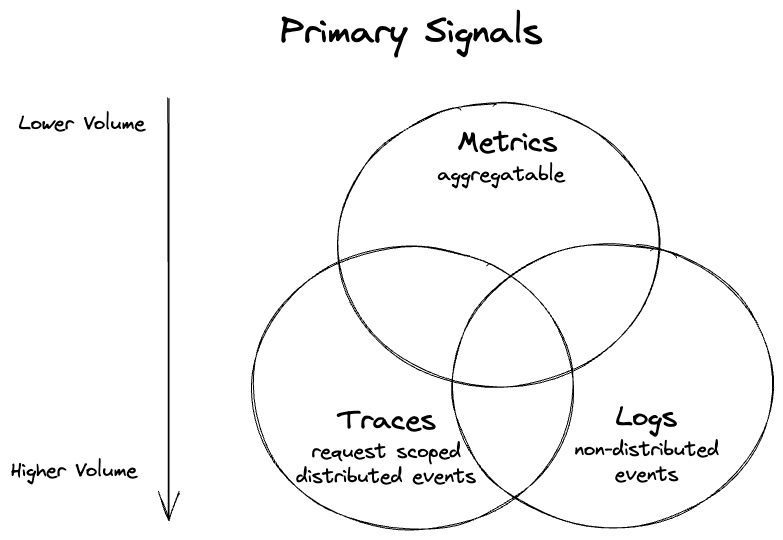 Primary Signals
Lower Volume
Metrics
aggregatable
Traces
request scoped
distributed events
Logs
non-distributed
events
Higher Volume